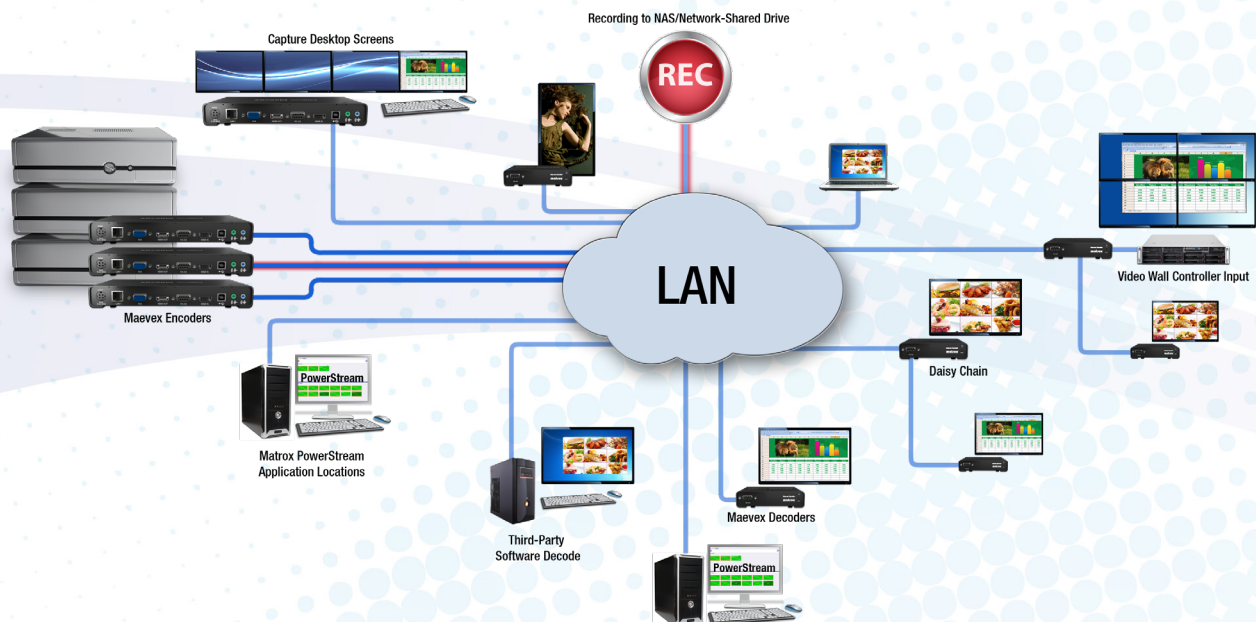 Recording to NAS/Network-Shared Drive
Capture Desktop Screens
REC
LAN
Video Wall Controller Input
Maevex Encoders
Daisy Chain
PowerStream
Matrox PowerStream
Application Locations
Maevex Decoders
Third-Party
Software Decode
PowerStream